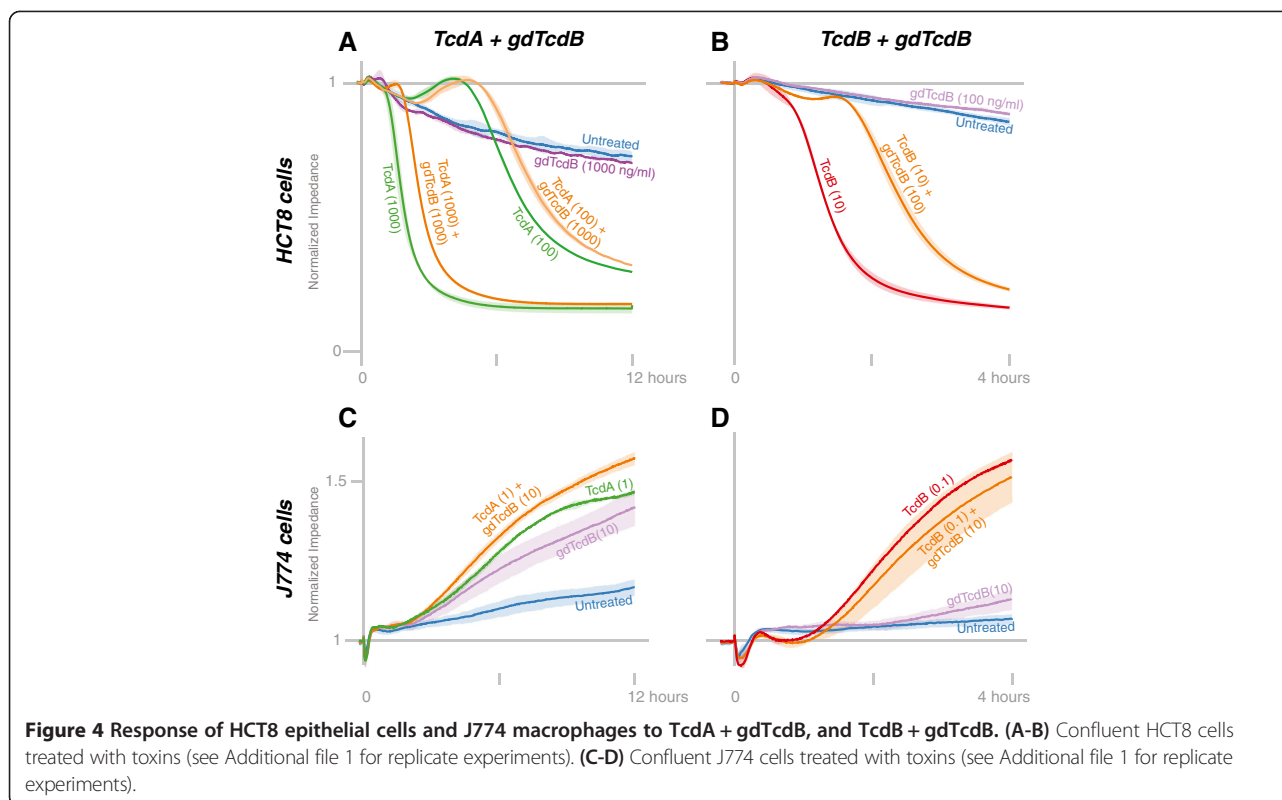 TcdA + gdTcdB
TcdB + gdTcdB
A
B
HCT8 cells
Normalized Impedance
1
0
0
12 hours
Untreated
gdTcdB (1000 ng/ml)
TcdA (1000)
TcdA (1000) +
gdTcdB (1000)
TcdA (100)
TcdA (100) +
gdTcdB (1000)
0
4 hours
gdTcdB (100 ng/ml)
Untreated
TcdB (10)
TcdB (10) +
gdTcdB (100)
C
D
J774 cells
Normalized Impedance
1.5
1
0
12 hours
TcdA (1) +
gdTcdB (10)
TcdA (1)
gdTcdB(10)
Untreated
0
4 hours
TcdB (0.1)
TcdB (0.1) +
gdTcdB (10)
gdTcdB(10)
Untreated
Figure 4 Response of HCT8 epithelial cells and J774 macrophages to TcdA + gdTcdB, and TcdB + gdTcdB. (A-B) Confluent HCT8 cells
treated with toxins (see Additional file 1 for replicate experiments). (C-D) Confluent J774 cells treated with toxins (see Additional file 1 for replicate
experiments).